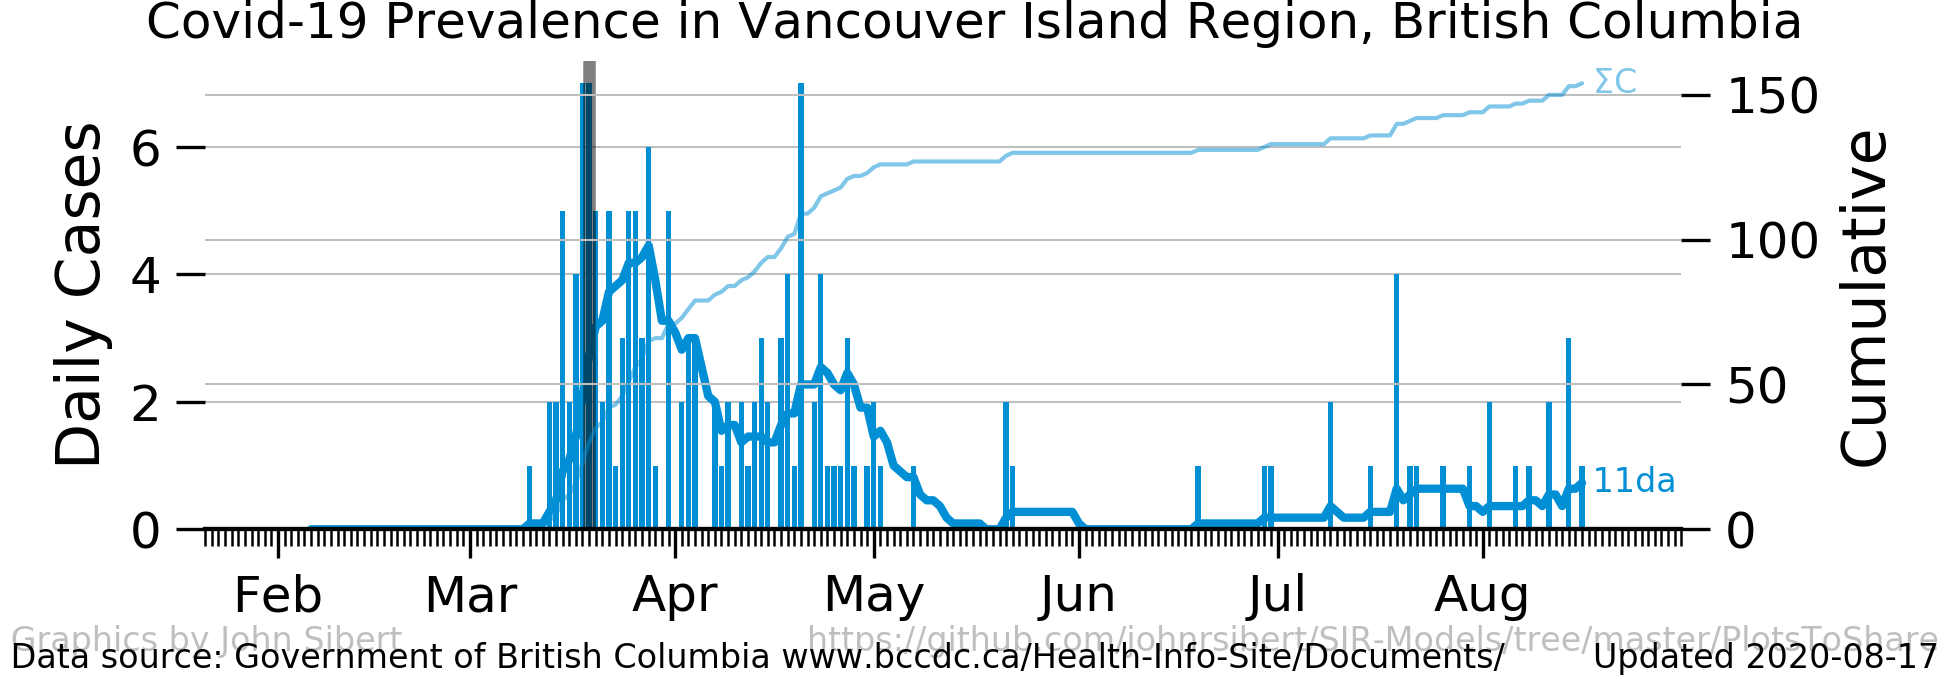 Covid-19 Prevalence in Vancouver Island Region, British Columbia
Daily Cases
6
4
2
0
ΣC
11da
150
100
50
0
Cumulative
Feb Mar Apr May Jun Jul Aug
Graphics by John Sibert https://github.com/johnrsibert/SIR-Models/tree/master/PlotsToShare
Data source: Government of British Columbia www.bccdc.ca/Health-Info-Site/Documents/ Updated 2020-08-17